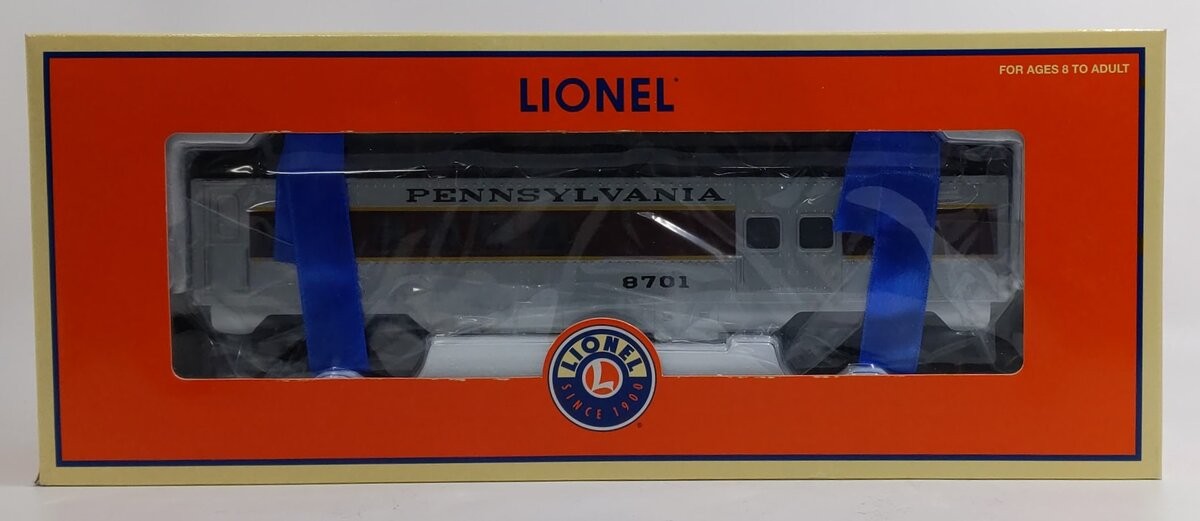 FOR AGES 8 TO ADULT
LIONEL
PENNSYLVANIA
8701
LIONEL
L
SINCE 1900